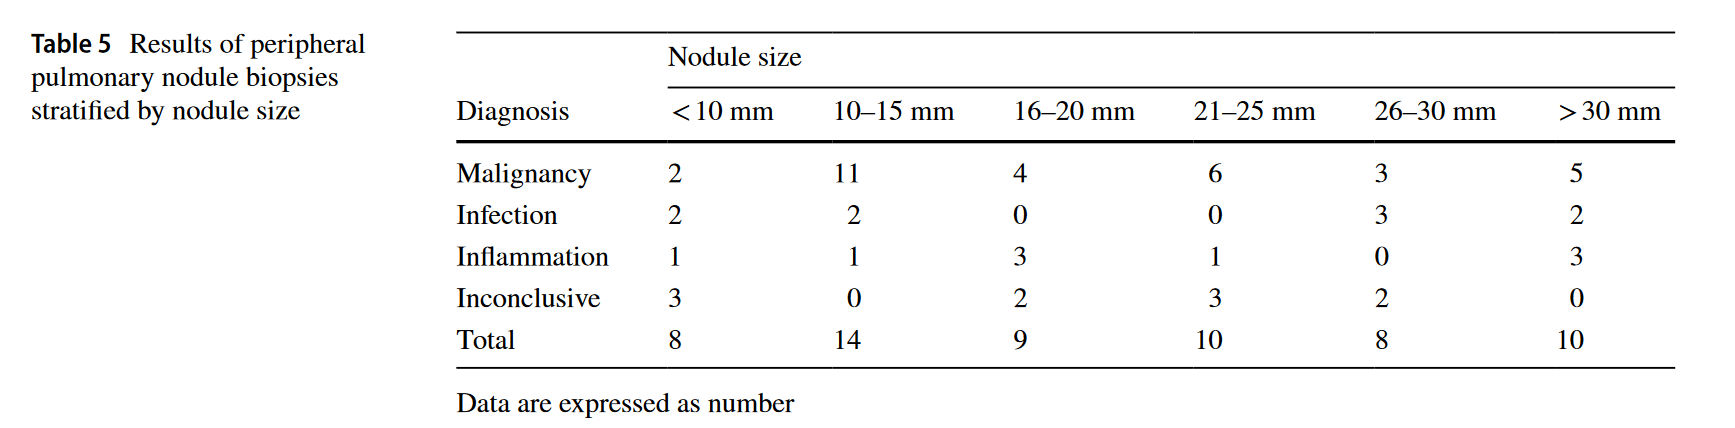 Table 5 Results of peripheral
pulmonary nodule biopsies
stratified by nodule size
Nodule size
Diagnosis <10 mm 10–15 mm 16–20 mm 21–25 mm 26–30 mm >30 mm
Malignancy 2 11 4 6 3 5
Infection 2 2 0 0 3 2
Inflammation 1 1 3 1 0 3
Inconclusive 3 0 2 3 2 0
Total 8 14 9 10 8 10
Data are expressed as number